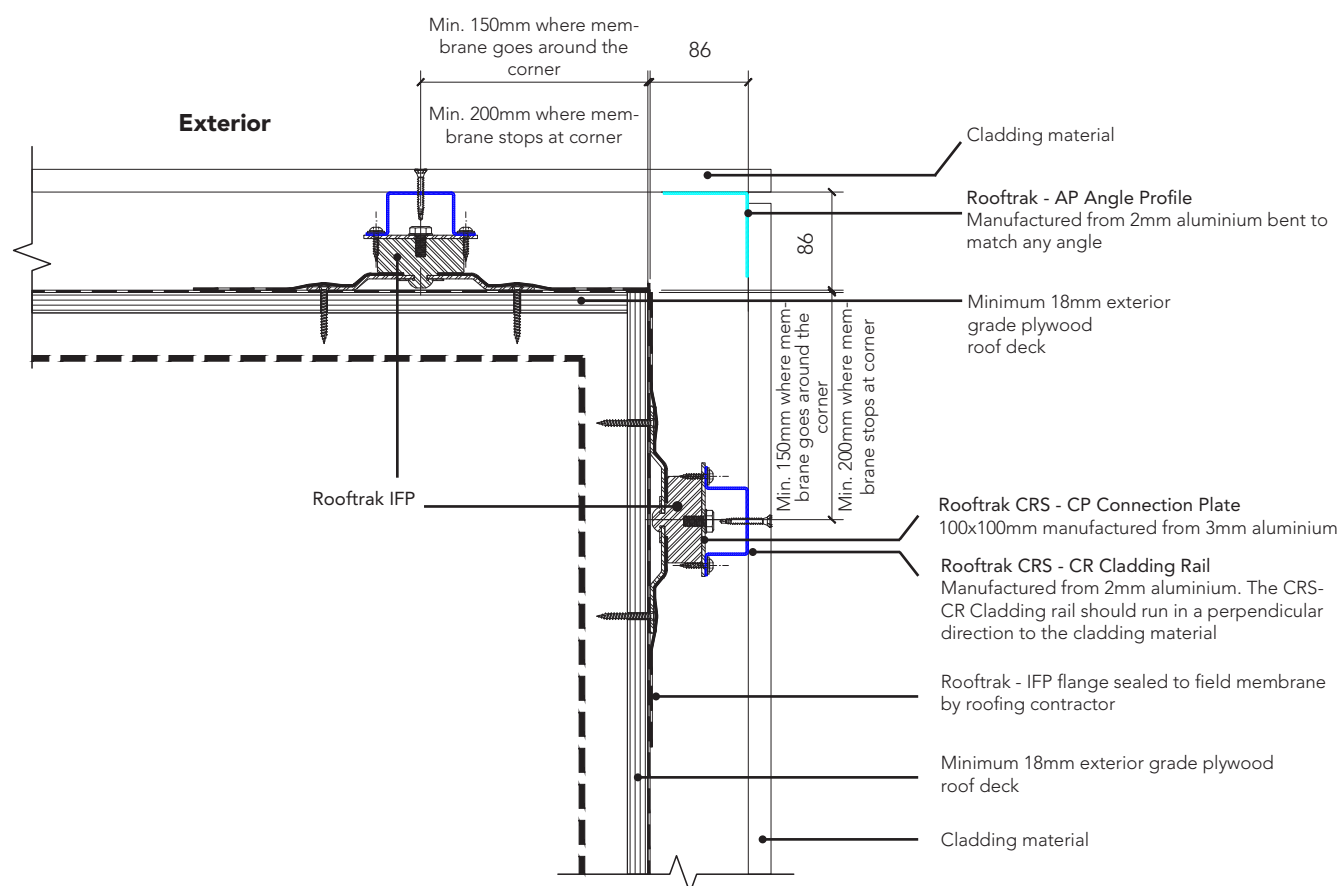 Min. 150mm where mem-
brane goes around the
corner
86
Min. 200mm where mem-
brane stops at corner
Exterior
Cladding material
Rooftrak - AP Angle Profile
Manufactured from 2mm aluminium bent to
match any angle
86
Minimum 18mm exterior
grade plywood
roof deck
Min. 150mm where mem-
brane goes around the
corner
Min. 200mm where mem-
brane stops at corner
Rooftrak IFP
Rooftrak CRS - CP Connection Plate
100x100mm manufactured from 3mm aluminium
Rooftrak CRS - CR Cladding Rail
Manufactured from 2mm aluminium. The CRS-
CR Cladding rail should run in a perpendicular
direction to the cladding material
Rooftrak - IFP flange sealed to field membrane
by roofing contractor
Minimum 18mm exterior grade plywood
roof deck
Cladding material